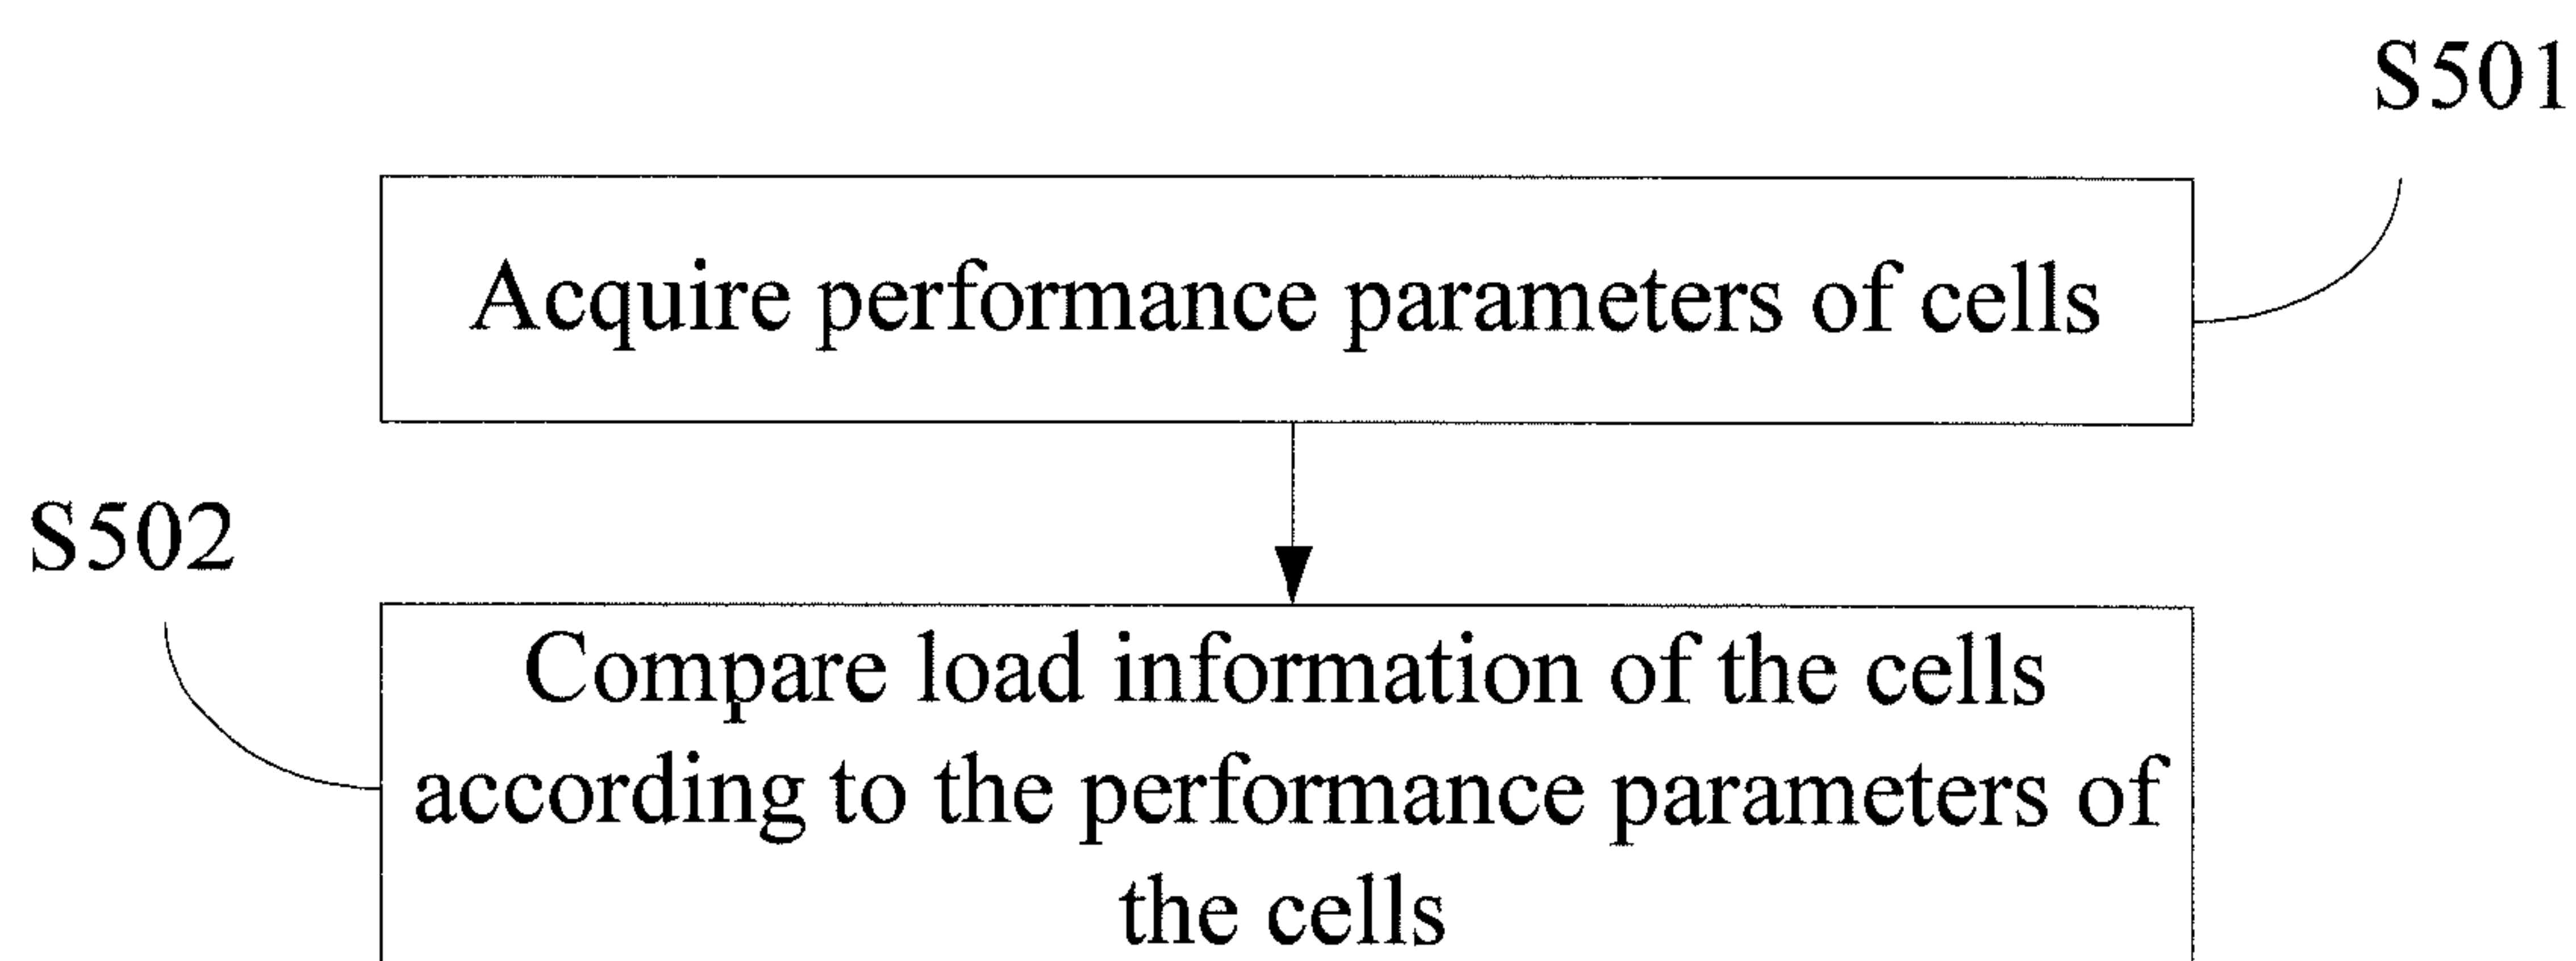 S501
Acquire performance parameters of cells
S502
Compare load information of the cells
according to the performance parameters of
the cells